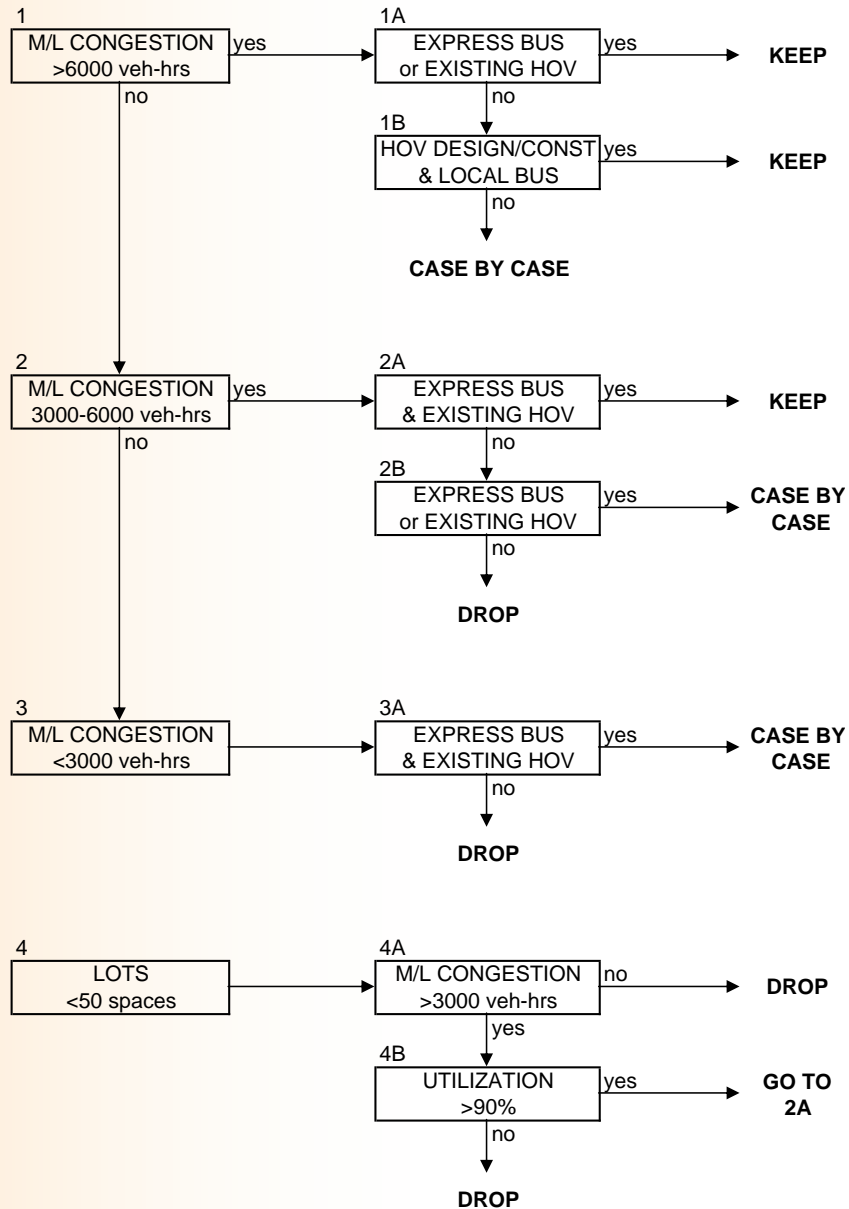 1
M/L CONGESTION
>6000 veh-hrs
yes
no
1A
EXPRESS BUS
or EXISTING HOV
yes
KEEP
no
1B
HOV DESIGN/CONST
& LOCAL BUS
yes
KEEP
no
CASE BY CASE
2
M/L CONGESTION
3000-6000 veh-hrs
yes
no
2A
EXPRESS BUS
& EXISTING HOV
yes
KEEP
no
2B
EXPRESS BUS
or EXISTING HOV
yes
CASE BY
CASE
no
DROP
3
M/L CONGESTION
<3000 veh-hrs
3A
EXPRESS BUS
& EXISTING HOV
yes
CASE BY
CASE
no
DROP
4
LOTS
<50 spaces
4A
M/L CONGESTION
>3000 veh-hrs
no
DROP
yes
4B
UTILIZATION
>90%
yes
GO TO
2A
no
DROP